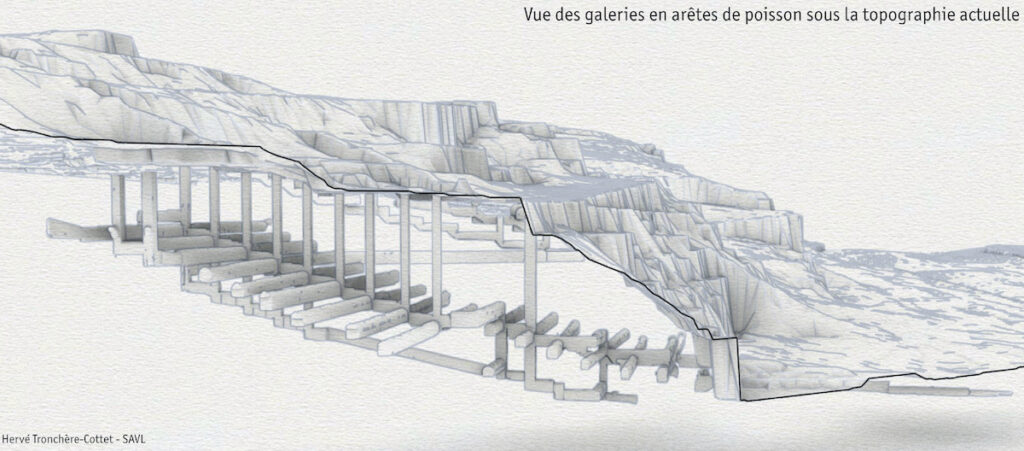 Vue des galeries en arêtes de poisson sous la topographie actuelle
Hervé Tronchère-Cottet - SAVL